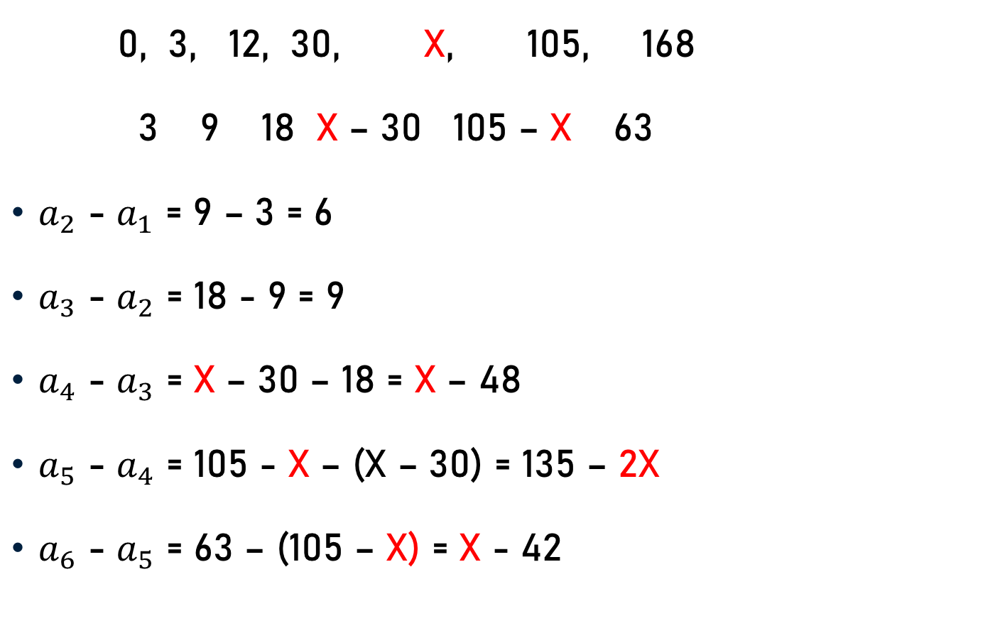 0, 3, 12, 30, X, 105, 168
3 9 18 X – 30 105 – X 63
• a₂ - a₁ = 9 – 3 = 6
• a₃ - a₂ = 18 - 9 = 9
• a₄ - a₃ = X – 30 – 18 = X – 48
• a₅ - a₄ = 105 - X – (X – 30) = 135 – 2X
• a₆ - a₅ = 63 – (105 – X) = X - 42